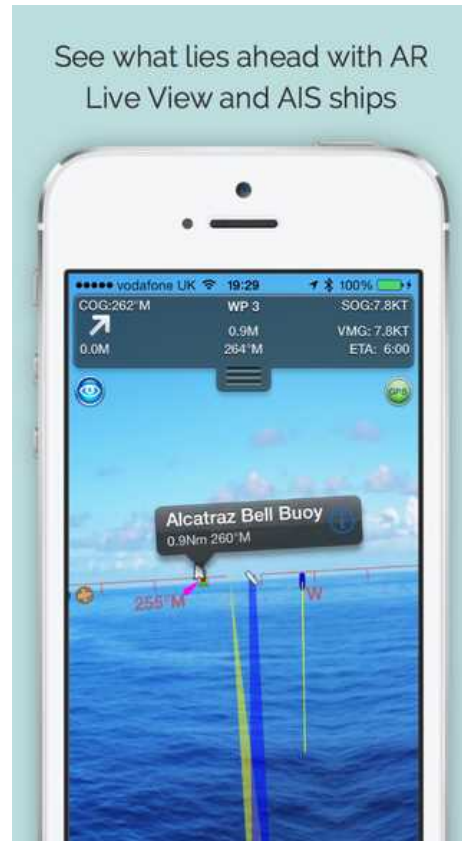 See what lies ahead with AR
Live View and AIS ships
vodafone UK 19:29 100%
COG:262°M WP 3 SOG:7.8KT
0.9M VMG: 7.8KT
0.0M 264°M ETA: 6:00
GPS
Alcatraz Bell Buoy
0.9Nm 260°M
255°M W